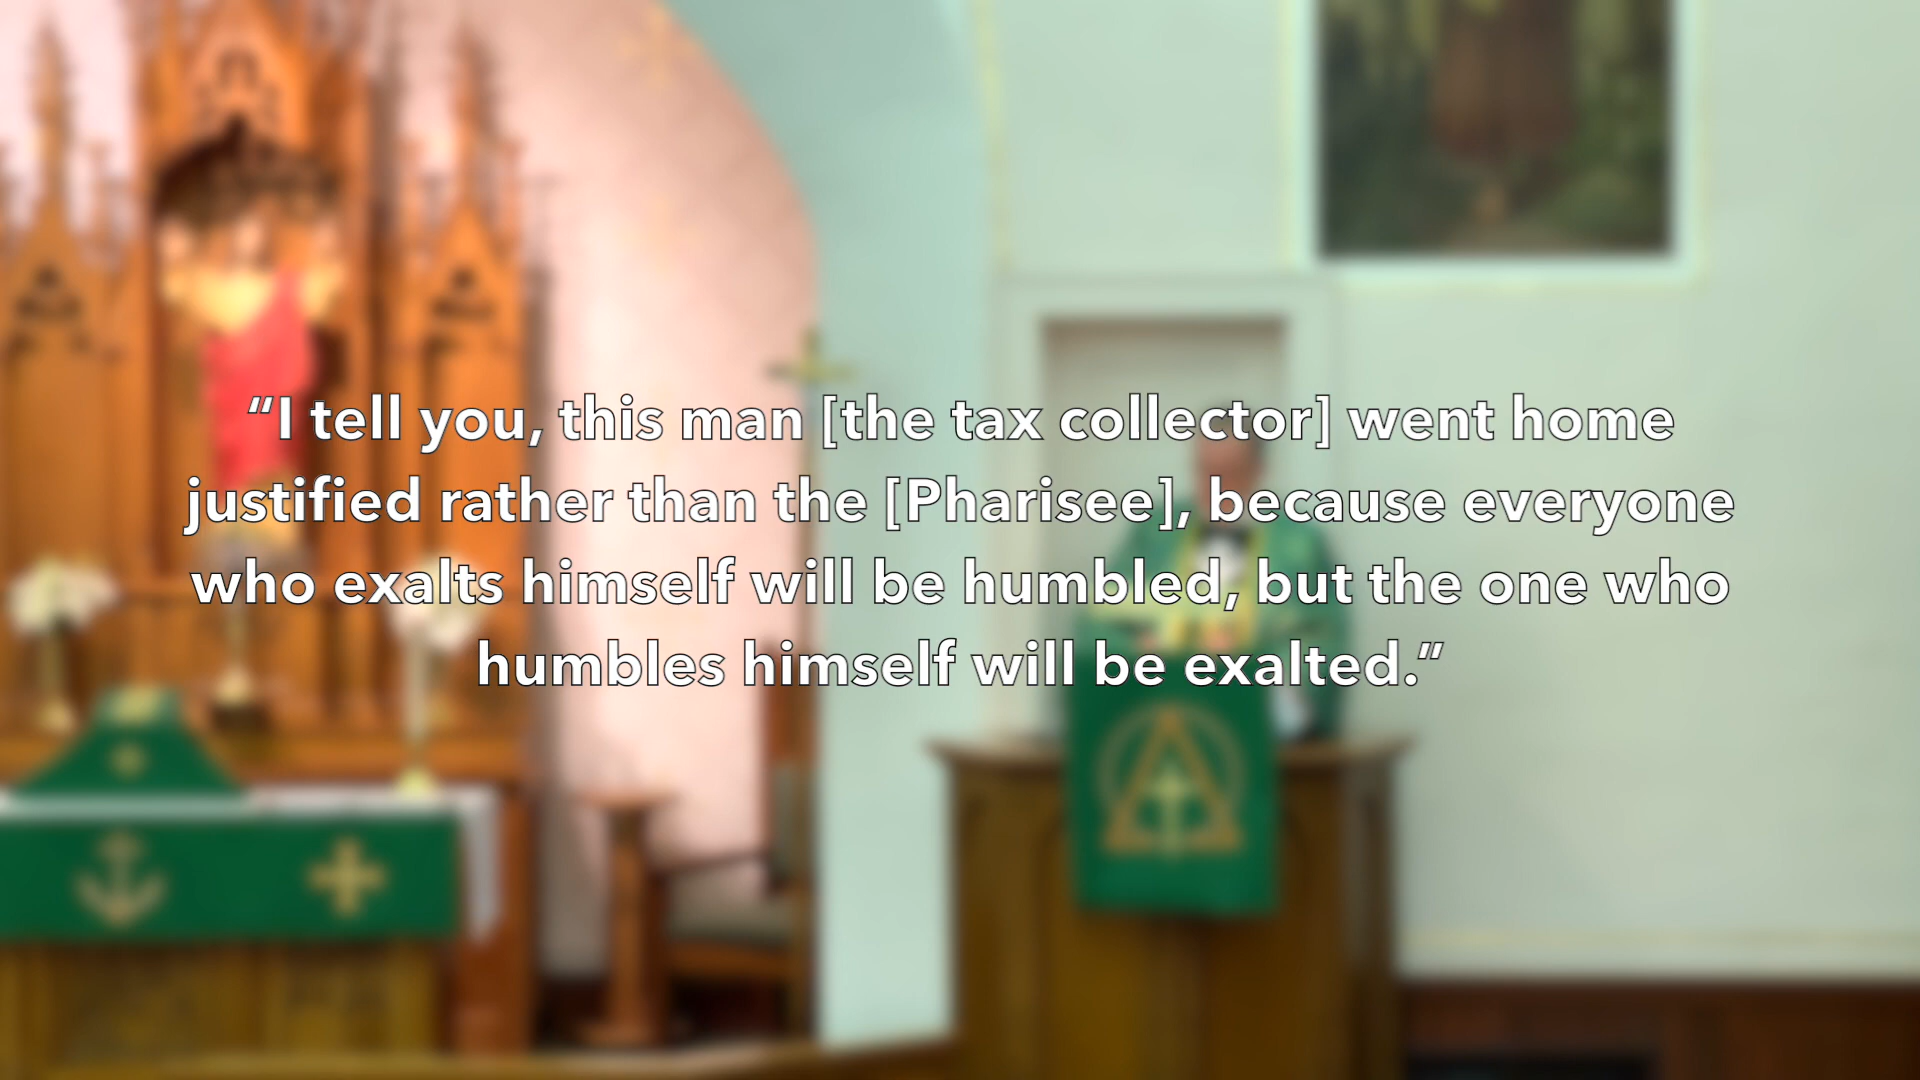 “I tell you, this man [the tax collector] went home
justified rather than the [Pharisee], because everyone
who exalts himself will be humbled, but the one who
humbles himself will be exalted.”